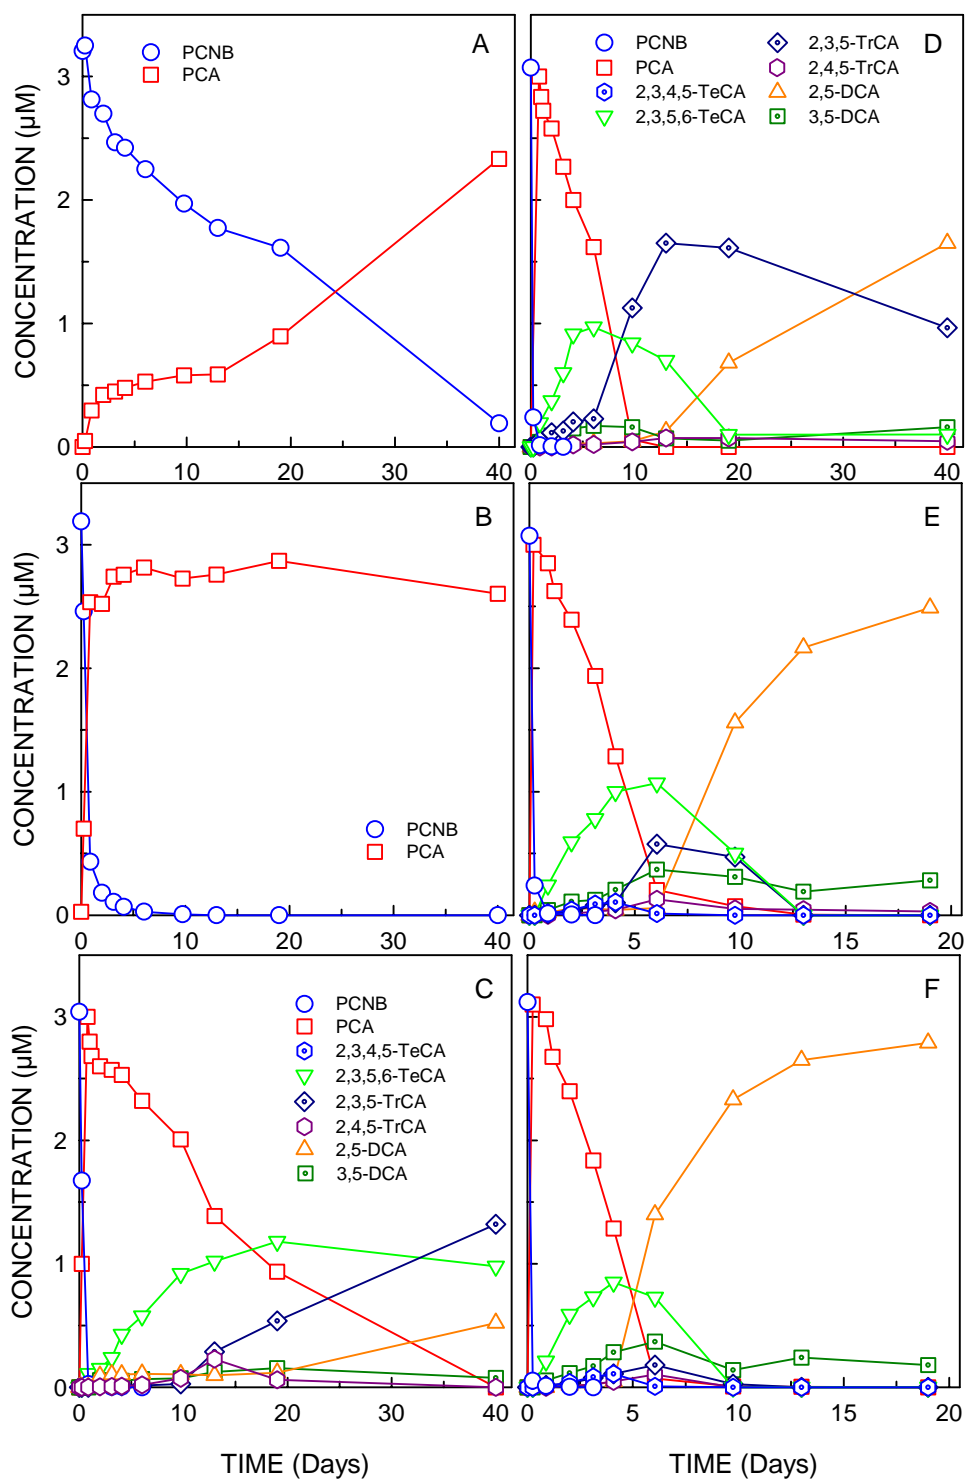 A
PCNB
PCA
CONCENTRATION (µM)
3
2
1
0
0 10 20 30 40
D
PCNB
PCA
2,3,4,5-TeCA
2,3,5,6-TeCA
2,3,5-TrCA
2,4,5-TrCA
2,5-DCA
3,5-DCA
0 10 20 30 40
B
PCNB
PCA
CONCENTRATION (µM)
3
2
1
0
0 10 20 30 40
E
0 5 10 15 20
C
PCNB
PCA
2,3,4,5-TeCA
2,3,5,6-TeCA
2,3,5-TrCA
2,4,5-TrCA
2,5-DCA
3,5-DCA
CONCENTRATION (µM)
3
2
1
0
0 10 20 30 40
TIME (Days)
F
0 5 10 15 20
TIME (Days)